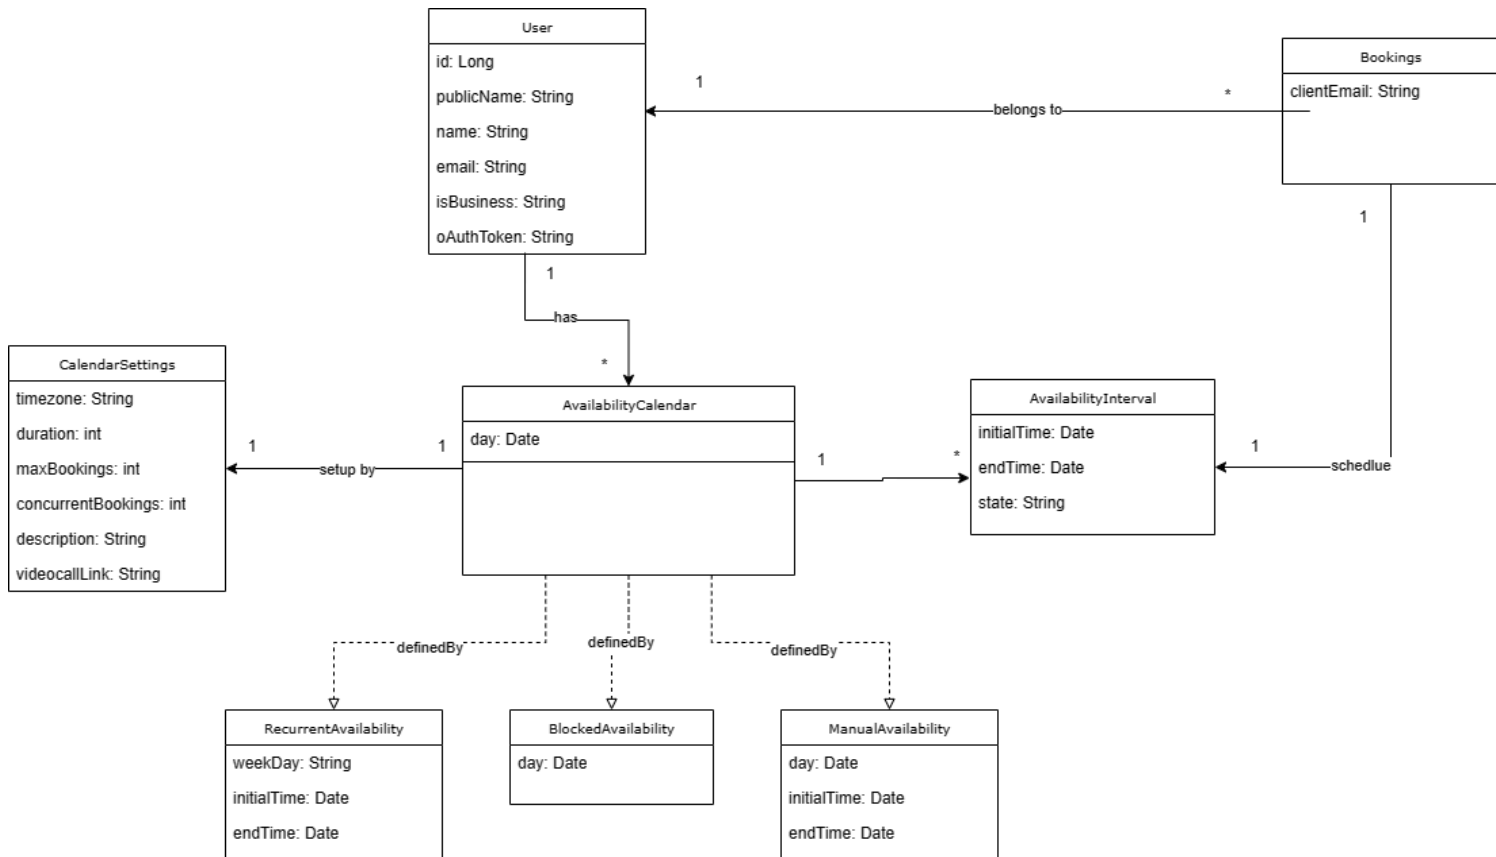 User
id: Long
publicName: String
name: String
email: String
isBusiness: String
oAuthToken: String
Bookings
clientEmail: String
1
*
belongs to
1
1
has
*
CalendarSettings
timezone: String
duration: int
maxBookings: int
concurrentBookings: int
description: String
videocallLink: String
1
1
setup by
AvailabilityCalendar
day: Date
1
*
AvailabilityInterval
initialTime: Date
endTime: Date
state: String
1
schedlue
definedBy
definedBy
definedBy
RecurrentAvailability
weekDay: String
initialTime: Date
endTime: Date
BlockedAvailability
day: Date
ManualAvailability
day: Date
initialTime: Date
endTime: Date